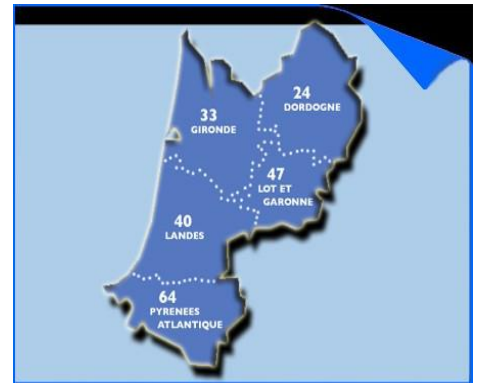 24
DORDOGNE
33
GIRONDE
47
LOT ET
GARONNE
40
LANDES
64
PYRENEES
ATLANTIQUE